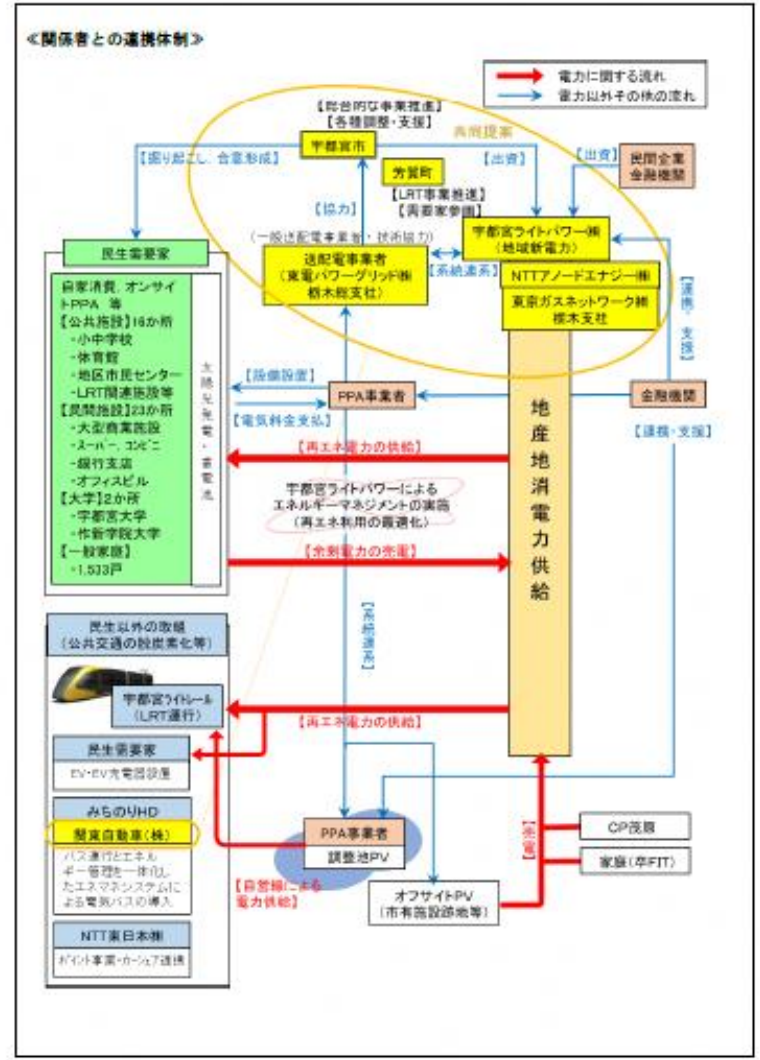 ≪関係者との連携体制≫
電力に関する流れ
電力以外その他の流れ
【総合的な事業推進】
【各種調整・支援】
共同提案
宇都宮市
【掘り起こし、合意形成】
【出資】
【出資】
民間企業
金融機関
芳賀町
【LRT事業推進】
【需要家参画】
【協力】
(一般送配電事業者・技術協力)
宇都宮ライトパワー㈱
(地域新電力)
民生需要家
送配電事業者
(東電パワーグリッド㈱
栃木総支社)
【系統連系】
NTTアノードエナジー㈱
東京ガスネットワーク㈱
栃木支社
【連携・支援】
自家消費、オンサイ
トPPA 等
【公共施設】16か所
・小中学校
・体育館
・地区市民センター
・LRT関連施設等
【民間施設】23か所
・大型商業施設
・スーパー、コンビニ
・銀行支店
・オフィスビル
【大学】2か所
・宇都宮大学
・作新学院大学
【一般家庭】
・1,533戸
太陽光発電・蓄電池
【設備設置】
PPA事業者
金融機関
【電気料金支払】
【連携・支援】
【再エネ電力の供給】
地産地消電力供給
宇都宮ライトパワーによる
エネルギーマネジメントの実施
(再エネ利用の最適化)
【余剰電力の売電】
【系統連系】
民生以外の取組
(公共交通の脱炭素化等)
宇都宮ライトレール
(LRT運行)
【再エネ電力の供給】
民生需要家
EV・EV充電器設置
みちのりHD
関東自動車(株)
バス運行とエネル
ギー管理を一体化し
たエネマネシステムに
よる電気バスの導入
PPA事業者
調整池PV
【売電】
CP茂原
家庭(卒FIT)
【自営線による
電力供給】
オフサイトPV
(市有施設跡地等)
NTT東日本㈱
ポイント事業・カーシェア連携